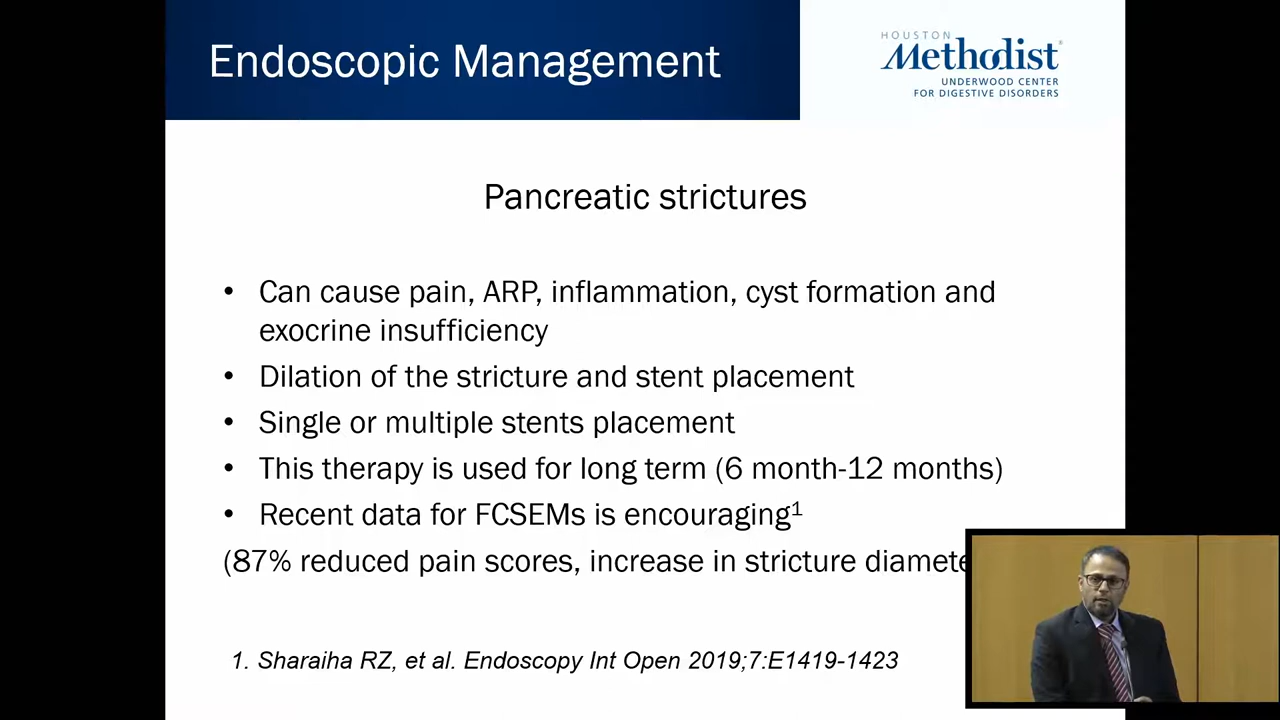 Endoscopic Management
HOUSTON
Methodist
UNDERWOOD CENTER
FOR DIGESTIVE DISORDERS
Pancreatic strictures
• Can cause pain, ARP, inflammation, cyst formation and
exocrine insufficiency
• Dilation of the stricture and stent placement
• Single or multiple stents placement
• This therapy is used for long term (6 month-12 months)
• Recent data for FCSEMs is encouraging¹
(87% reduced pain scores, increase in stricture
1. Sharaiha RZ, et al. Endoscopy Int Open 2019;7:E1419-1423